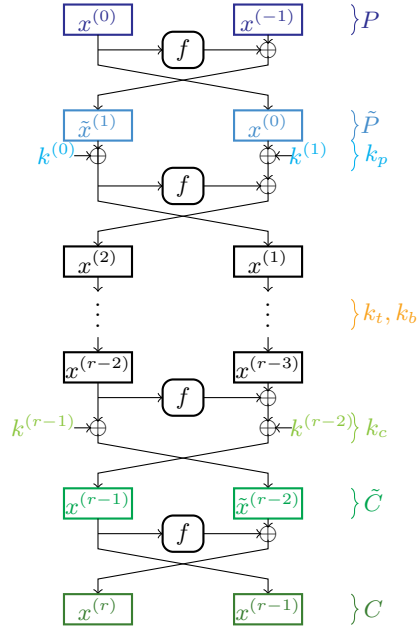 x^{(0)} x^{(-1)} } P
f
x̃^{(1)} x^{(0)} } P̃
k^{(0)} k^{(1)} } k_p
f
x^{(2)} x^{(1)}
⋮ ⋮ } k_t, k_b
x^{(r-2)} x^{(r-3)}
f
k^{(r-1)} k^{(r-2)} } k_c
x^{(r-1)} x̃^{(r-2)} } C̃
f
x^{(r)} x^{(r-1)} } C